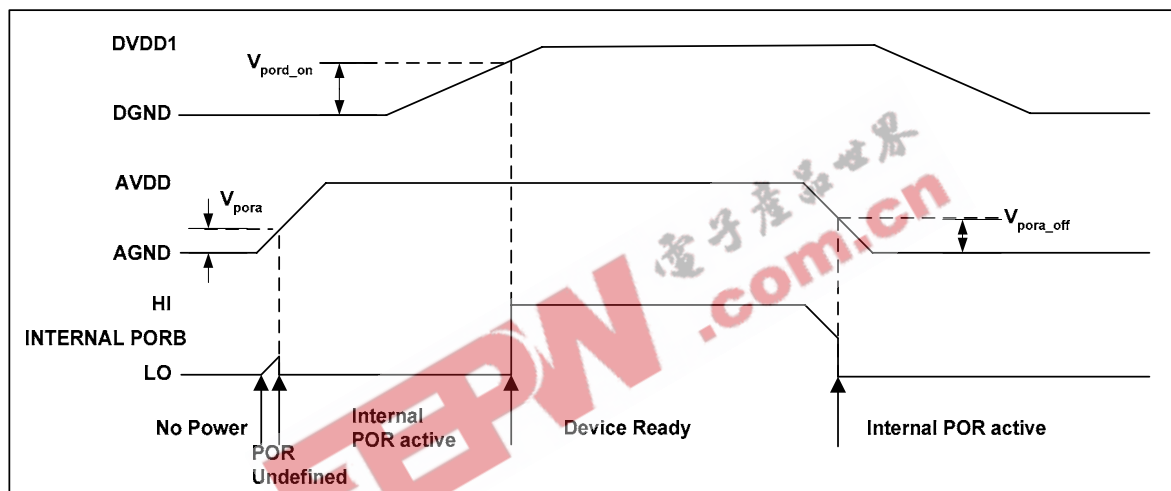 DVDD1
Vpord_on
DGND
AVDD
Vpora
Vpora_off
AGND
HI
INTERNAL PORB
LO
No Power
POR
Undefined
Internal
POR active
Device Ready
Internal POR active
電子產品世界
EEPW
.com.cn